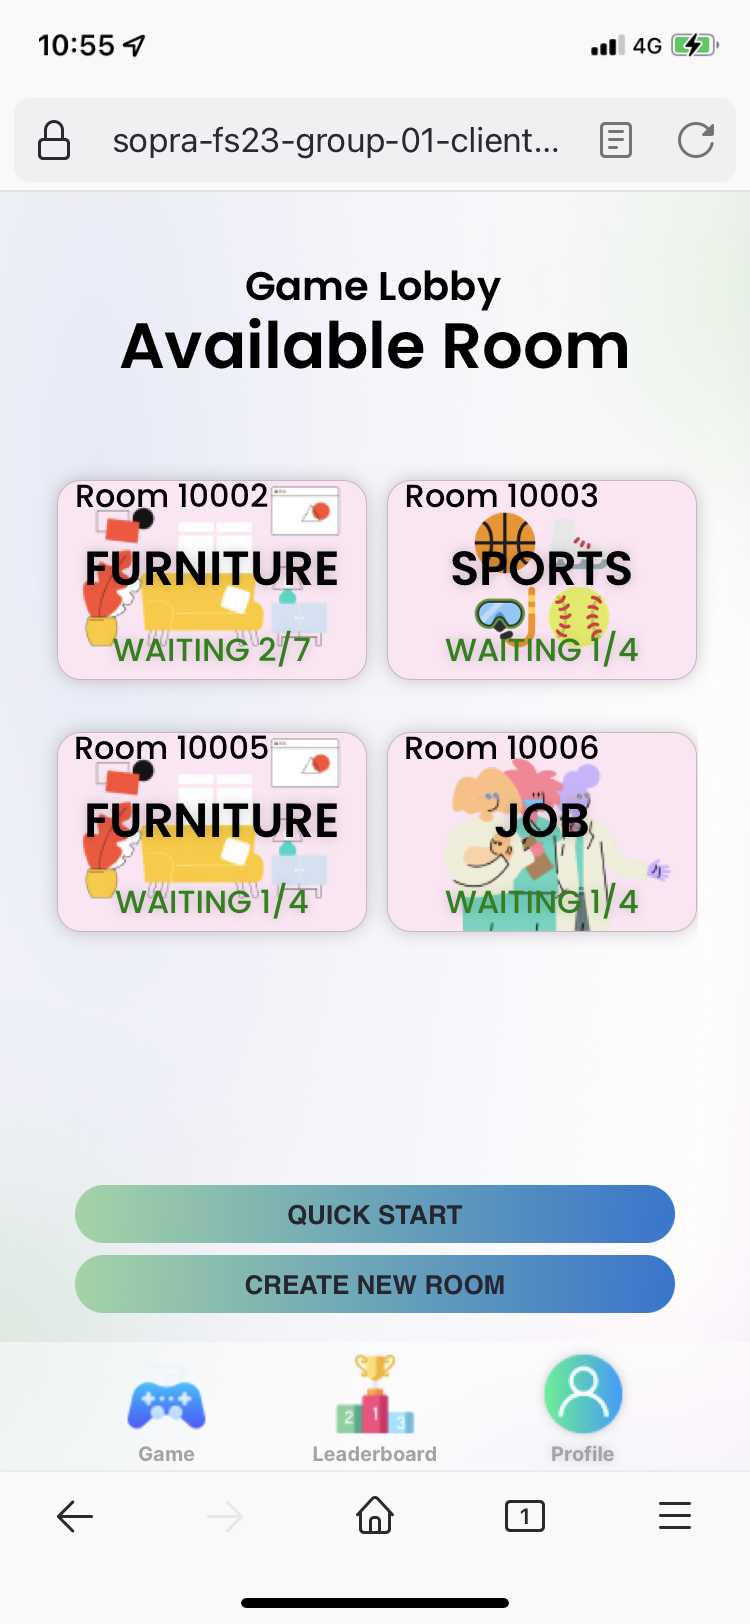 10:55
4G
sopra-fs23-group-01-client...
Game Lobby
Available Room
Room 10002
FURNITURE
WAITING 2/7
Room 10003
SPORTS
WAITING 1/4
Room 10005
FURNITURE
WAITING 1/4
Room 10006
JOB
WAITING 1/4
QUICK START
CREATE NEW ROOM
2 1 3
Game
Leaderboard
Profile
1